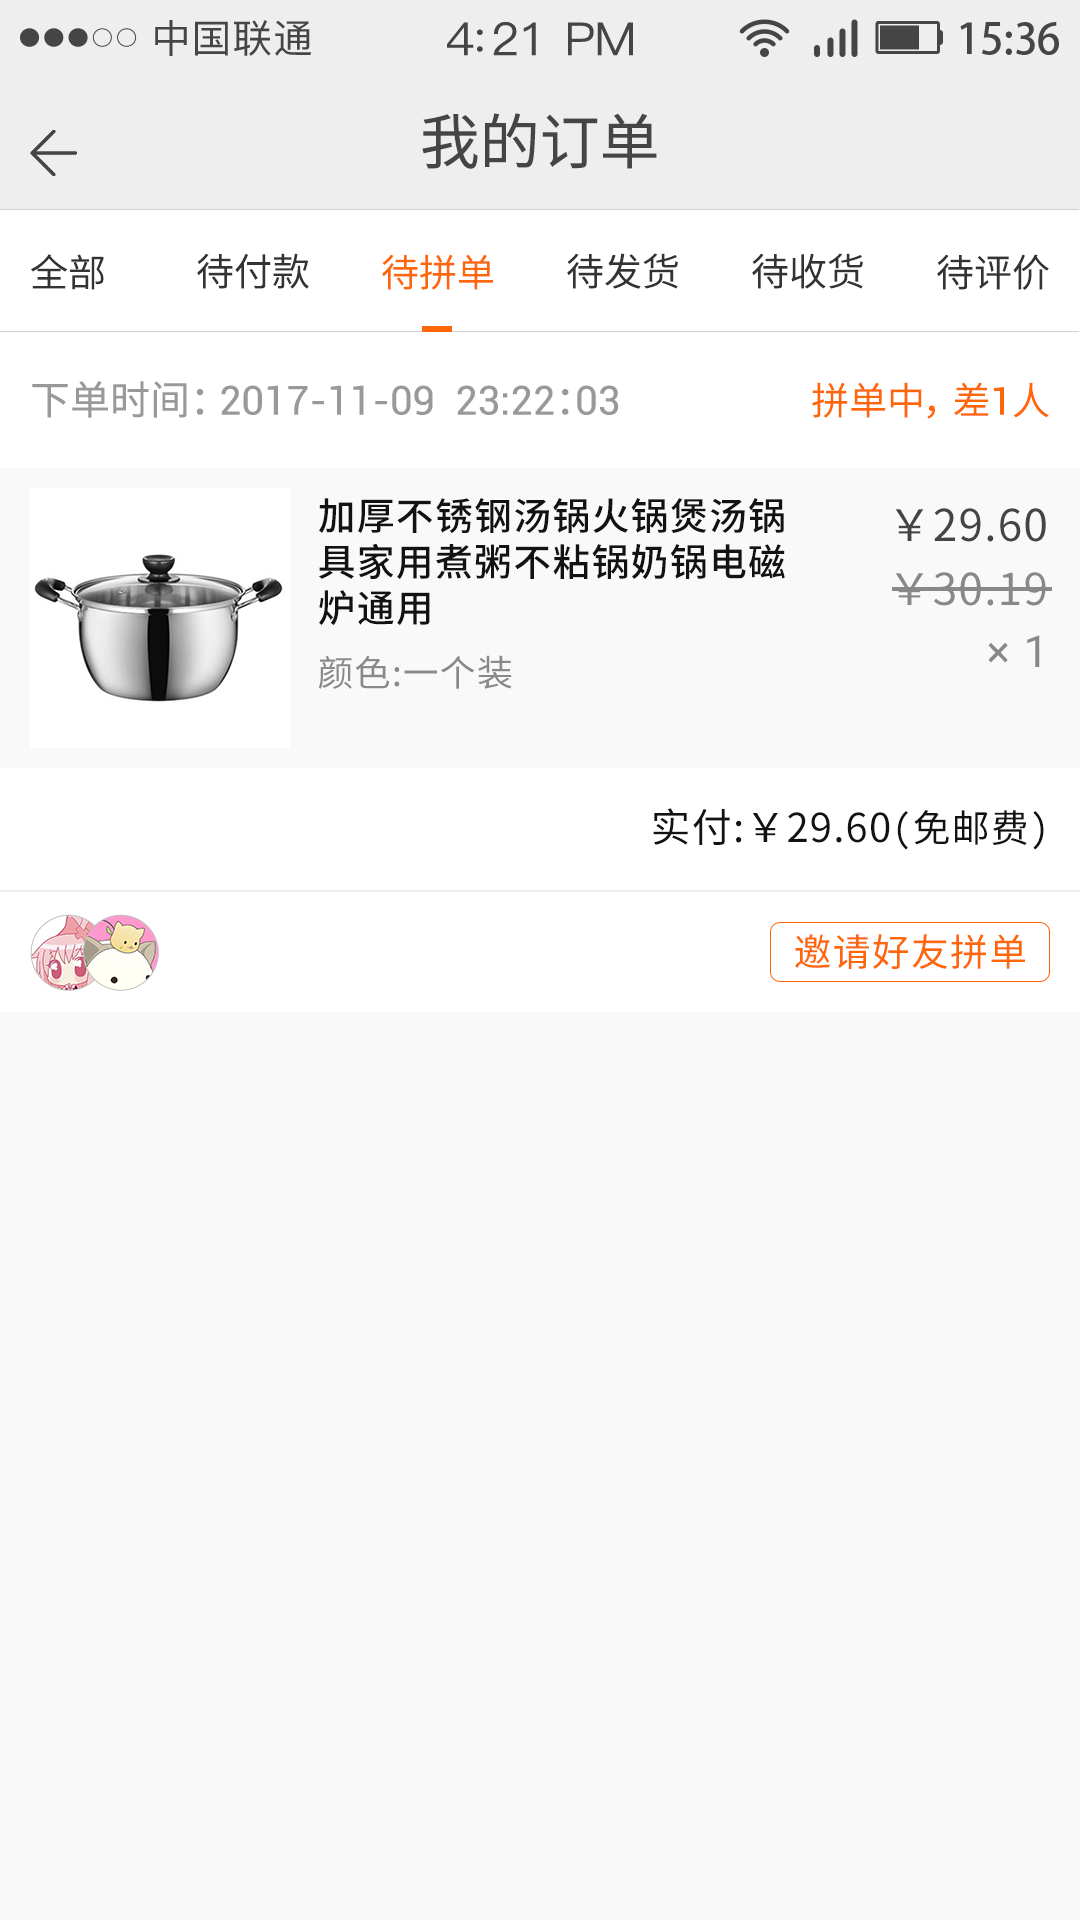 中国联通 4:21 PM 15:36
我的订单
全部 待付款 待拼单 待发货 待收货 待评价
下单时间：2017-11-09 23:22:03 拼单中，差1人
加厚不锈钢汤锅火锅煲汤锅 ￥29.60
具家用煮粥不粘锅奶锅电磁 ￥30.19
炉通用 × 1
颜色:一个装
实付:￥29.60(免邮费)
邀请好友拼单